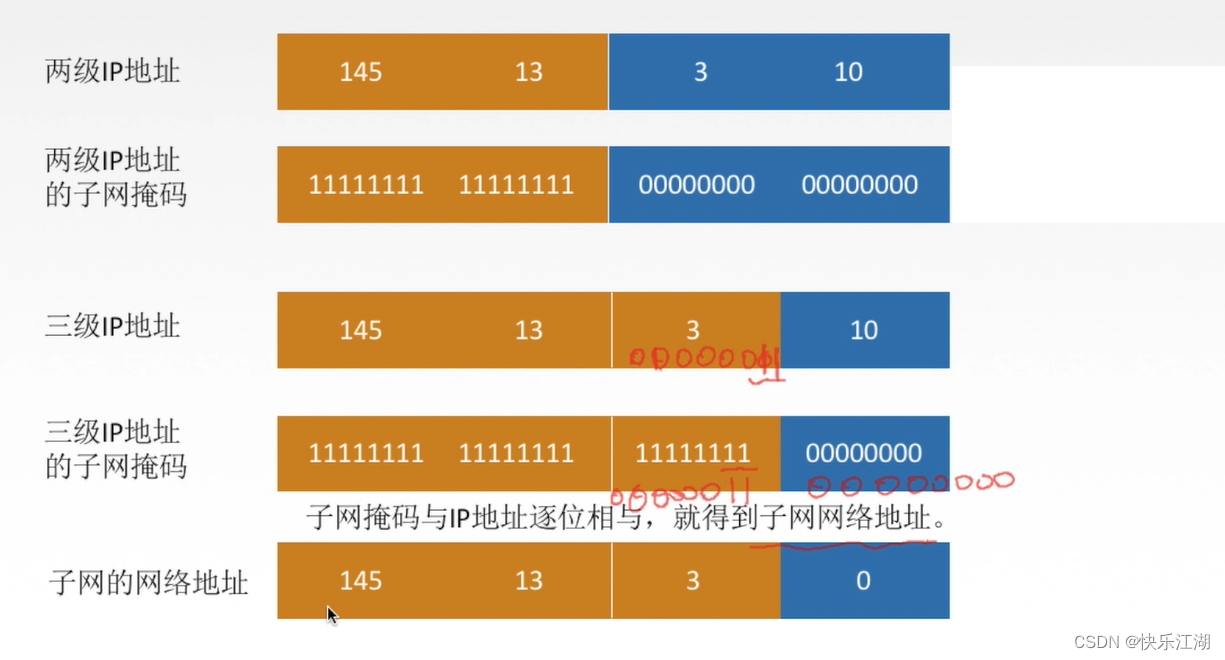 两级IP地址 145 13 3 10
两级IP地址
的子网掩码 11111111 11111111 00000000 00000000
三级IP地址 145 13 3 10
00000011
三级IP地址
的子网掩码 11111111 11111111 11111111 00000000
00000011 00000000
子网掩码与IP地址逐位相与，就得到子网网络地址。
子网的网络地址 145 13 3 0
CSDN @快乐江湖